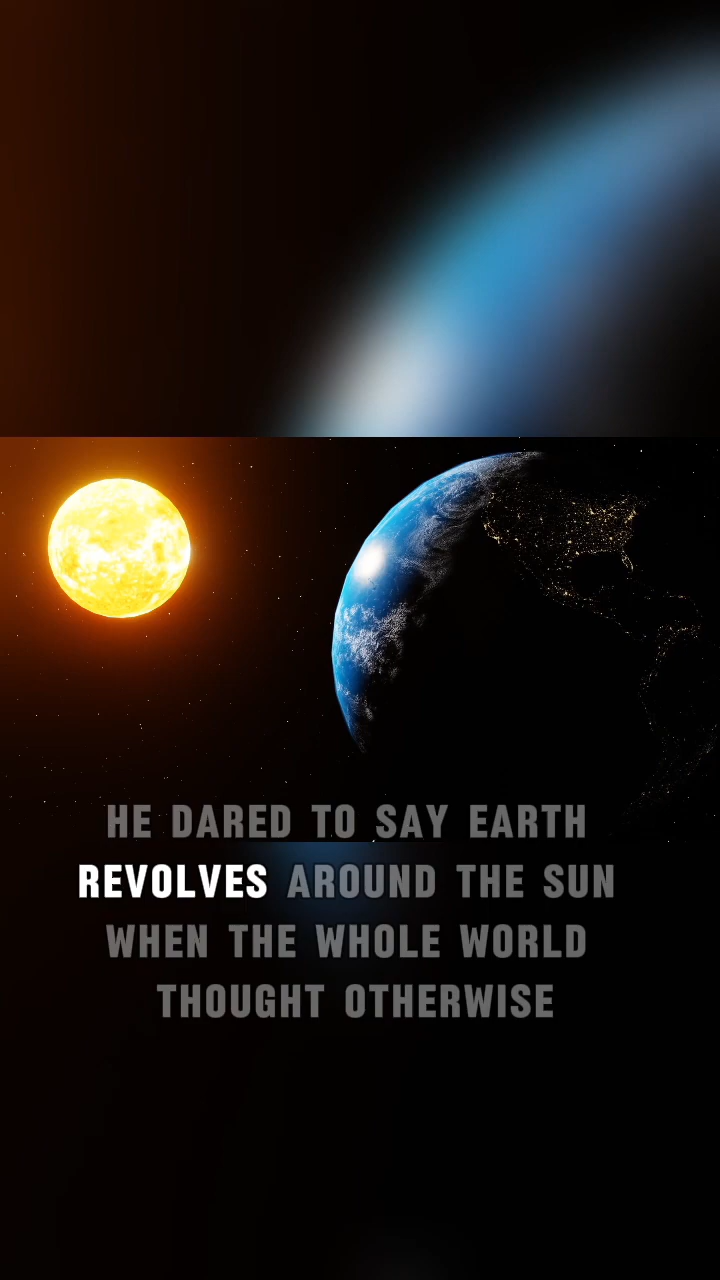 HE DARED TO SAY EARTH
REVOLVES AROUND THE SUN
WHEN THE WHOLE WORLD
THOUGHT OTHERWISE